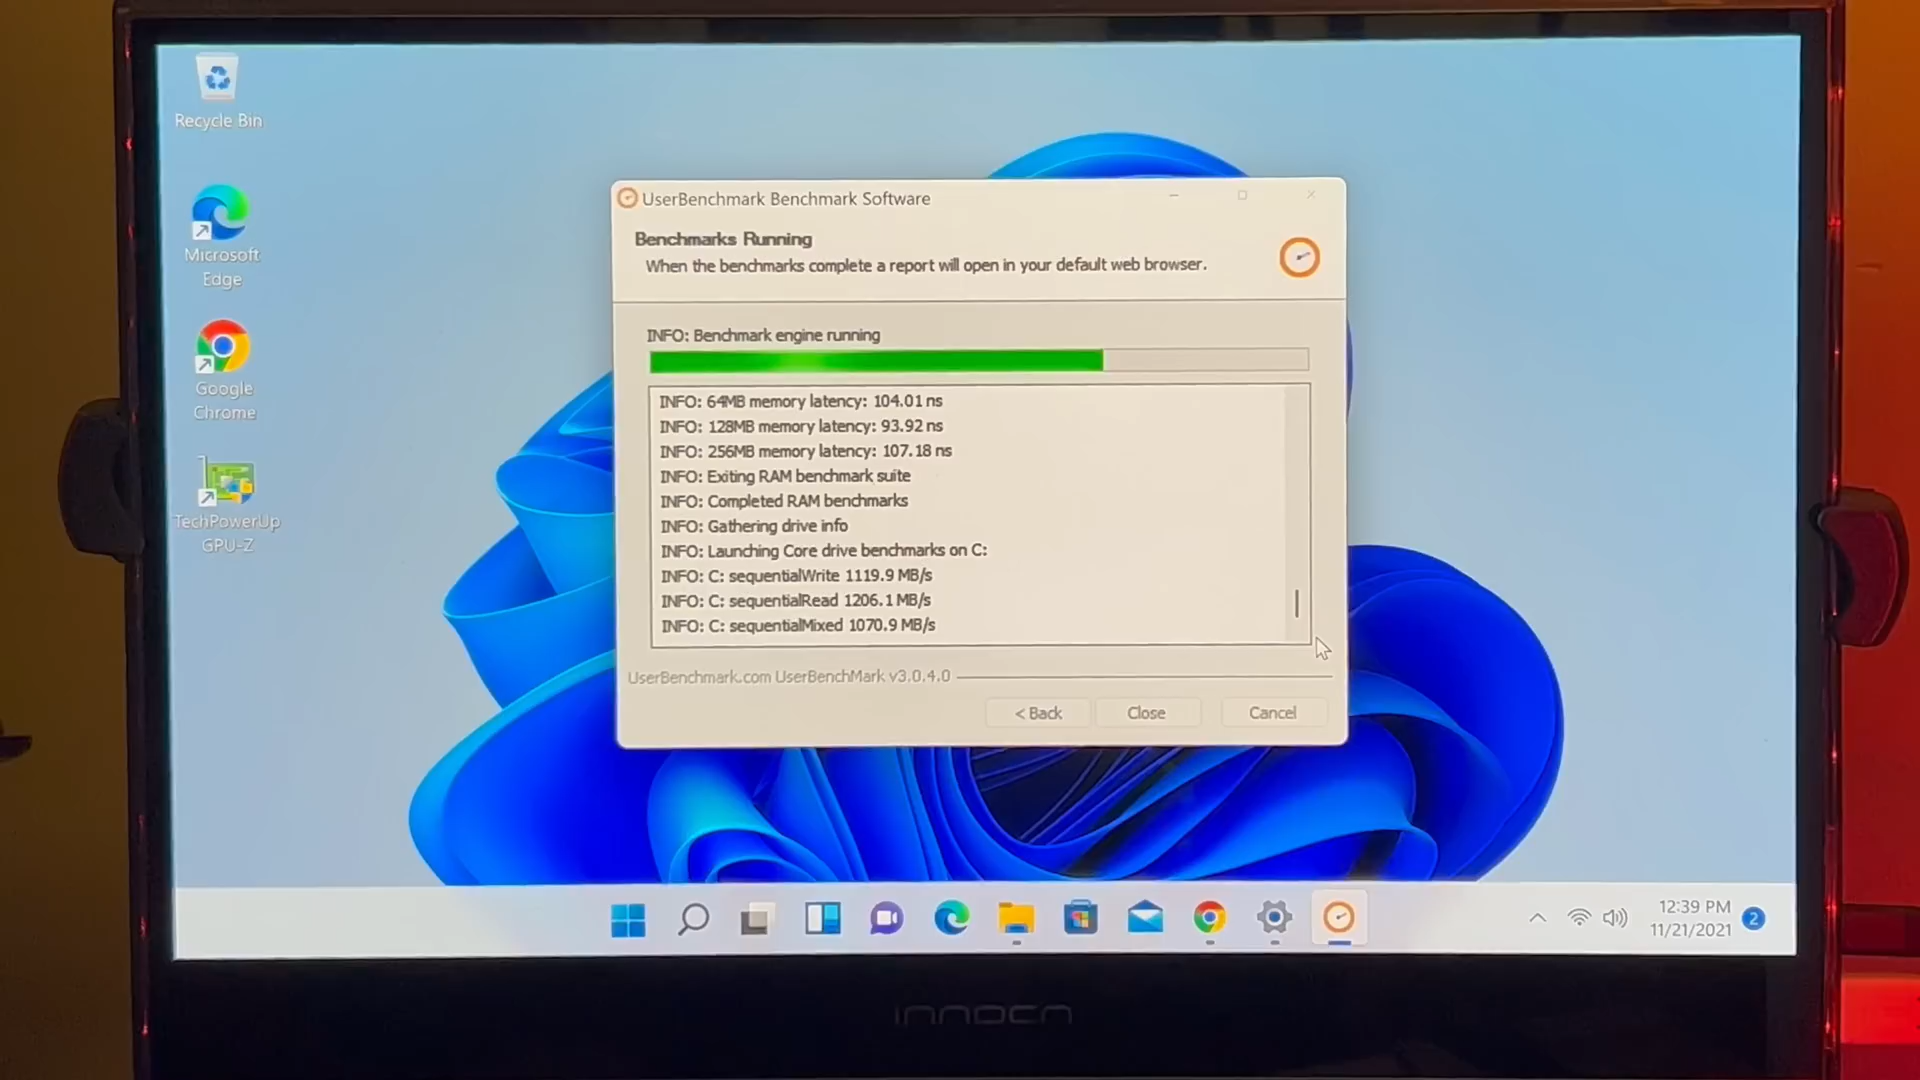 Recycle Bin
Microsoft
Edge
Google
Chrome
TechPowerUp
GPU-Z
UserBenchmark Benchmark Software
Benchmarks Running
When the benchmarks complete a report will open in your default web browser.
INFO: Benchmark engine running
INFO: 64MB memory latency: 104.01 ns
INFO: 128MB memory latency: 93.92 ns
INFO: 256MB memory latency: 107.18 ns
INFO: Exiting RAM benchmark suite
INFO: Completed RAM benchmarks
INFO: Gathering drive info
INFO: Launching Core drive benchmarks on C:
INFO: C: sequentialWrite 1119.9 MB/s
INFO: C: sequentialRead 1206.1 MB/s
INFO: C: sequentialMixed 1070.9 MB/s
UserBenchmark.com UserBenchMark v3.0.4.0
< Back
Close
Cancel
12:39 PM
11/21/2021
2
INNOCN